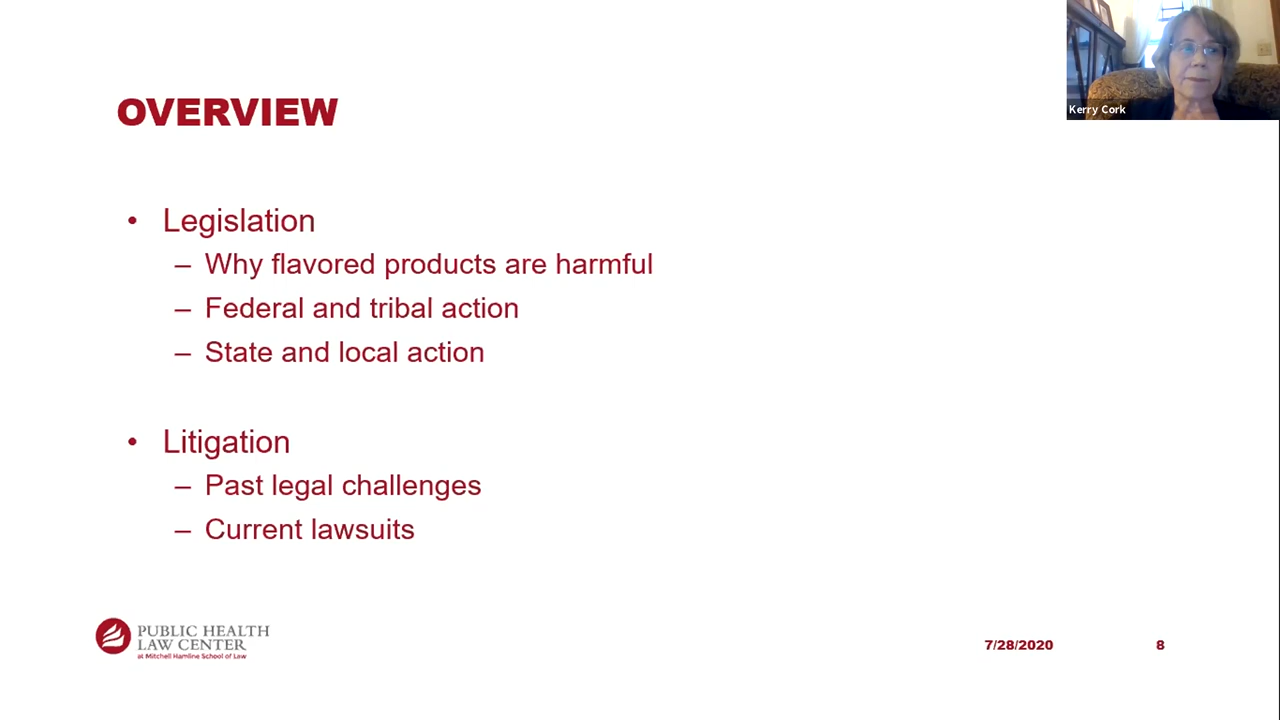 Kerry Cork
OVERVIEW
• Legislation
– Why flavored products are harmful
– Federal and tribal action
– State and local action
• Litigation
– Past legal challenges
– Current lawsuits
PUBLIC HEALTH
LAW CENTER
at Mitchell Hamline School of Law
7/28/2020
8